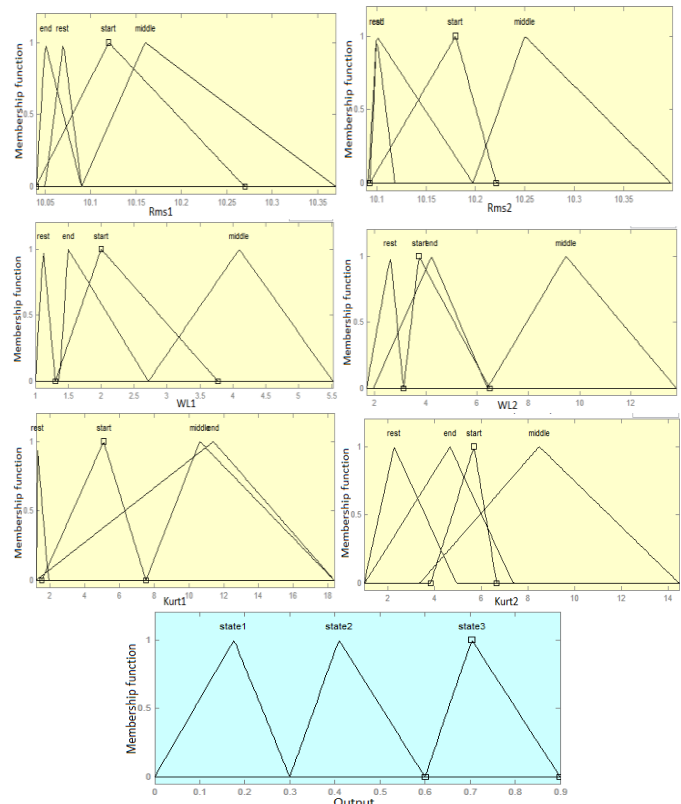 end rest start middle
1
0.5
0
Membership function
10.05 10.1 10.15 10.2 10.25 10.3 10.35
Rms1
start middle
1
0.5
0
Membership function
10.1 10.15 10.2 10.25 10.3 10.35
Rms2
rest end start middle
1
0.5
0
Membership function
1 1.5 2 2.5 3 3.5 4 4.5 5 5.5
WL1
rest start end middle
1
0.5
0
Membership function
2 4 6 8 10 12
WL2
rest start middle end
1
0.5
0
Membership function
2 4 6 8 10 12 14 16 18
Kurt1
rest end start middle
1
0.5
0
Membership function
2 4 6 8 10 12 14
Kurt2
state1 state2 state3
1
0.5
0
Membership function
0 0.1 0.2 0.3 0.4 0.5 0.6 0.7 0.8 0.9
Output